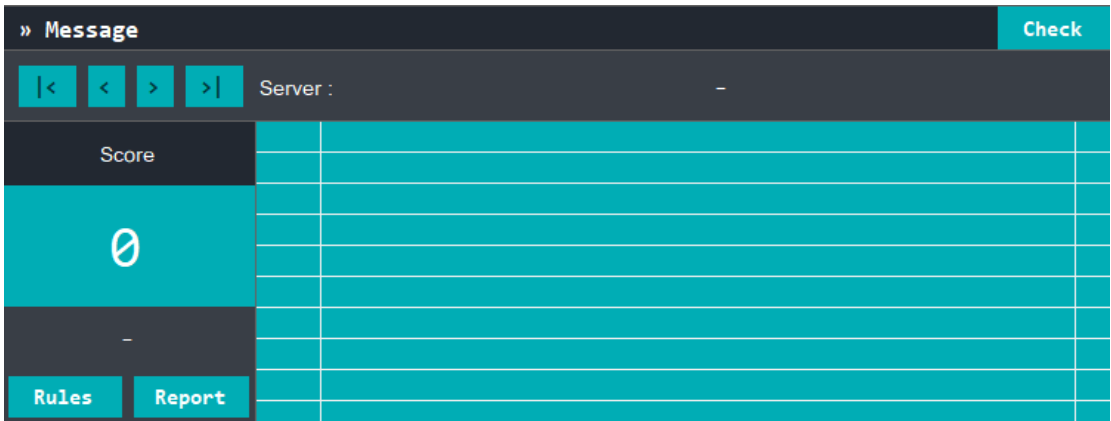 » Message Check
|< < > >| Server : –
Score
0
–
Rules Report